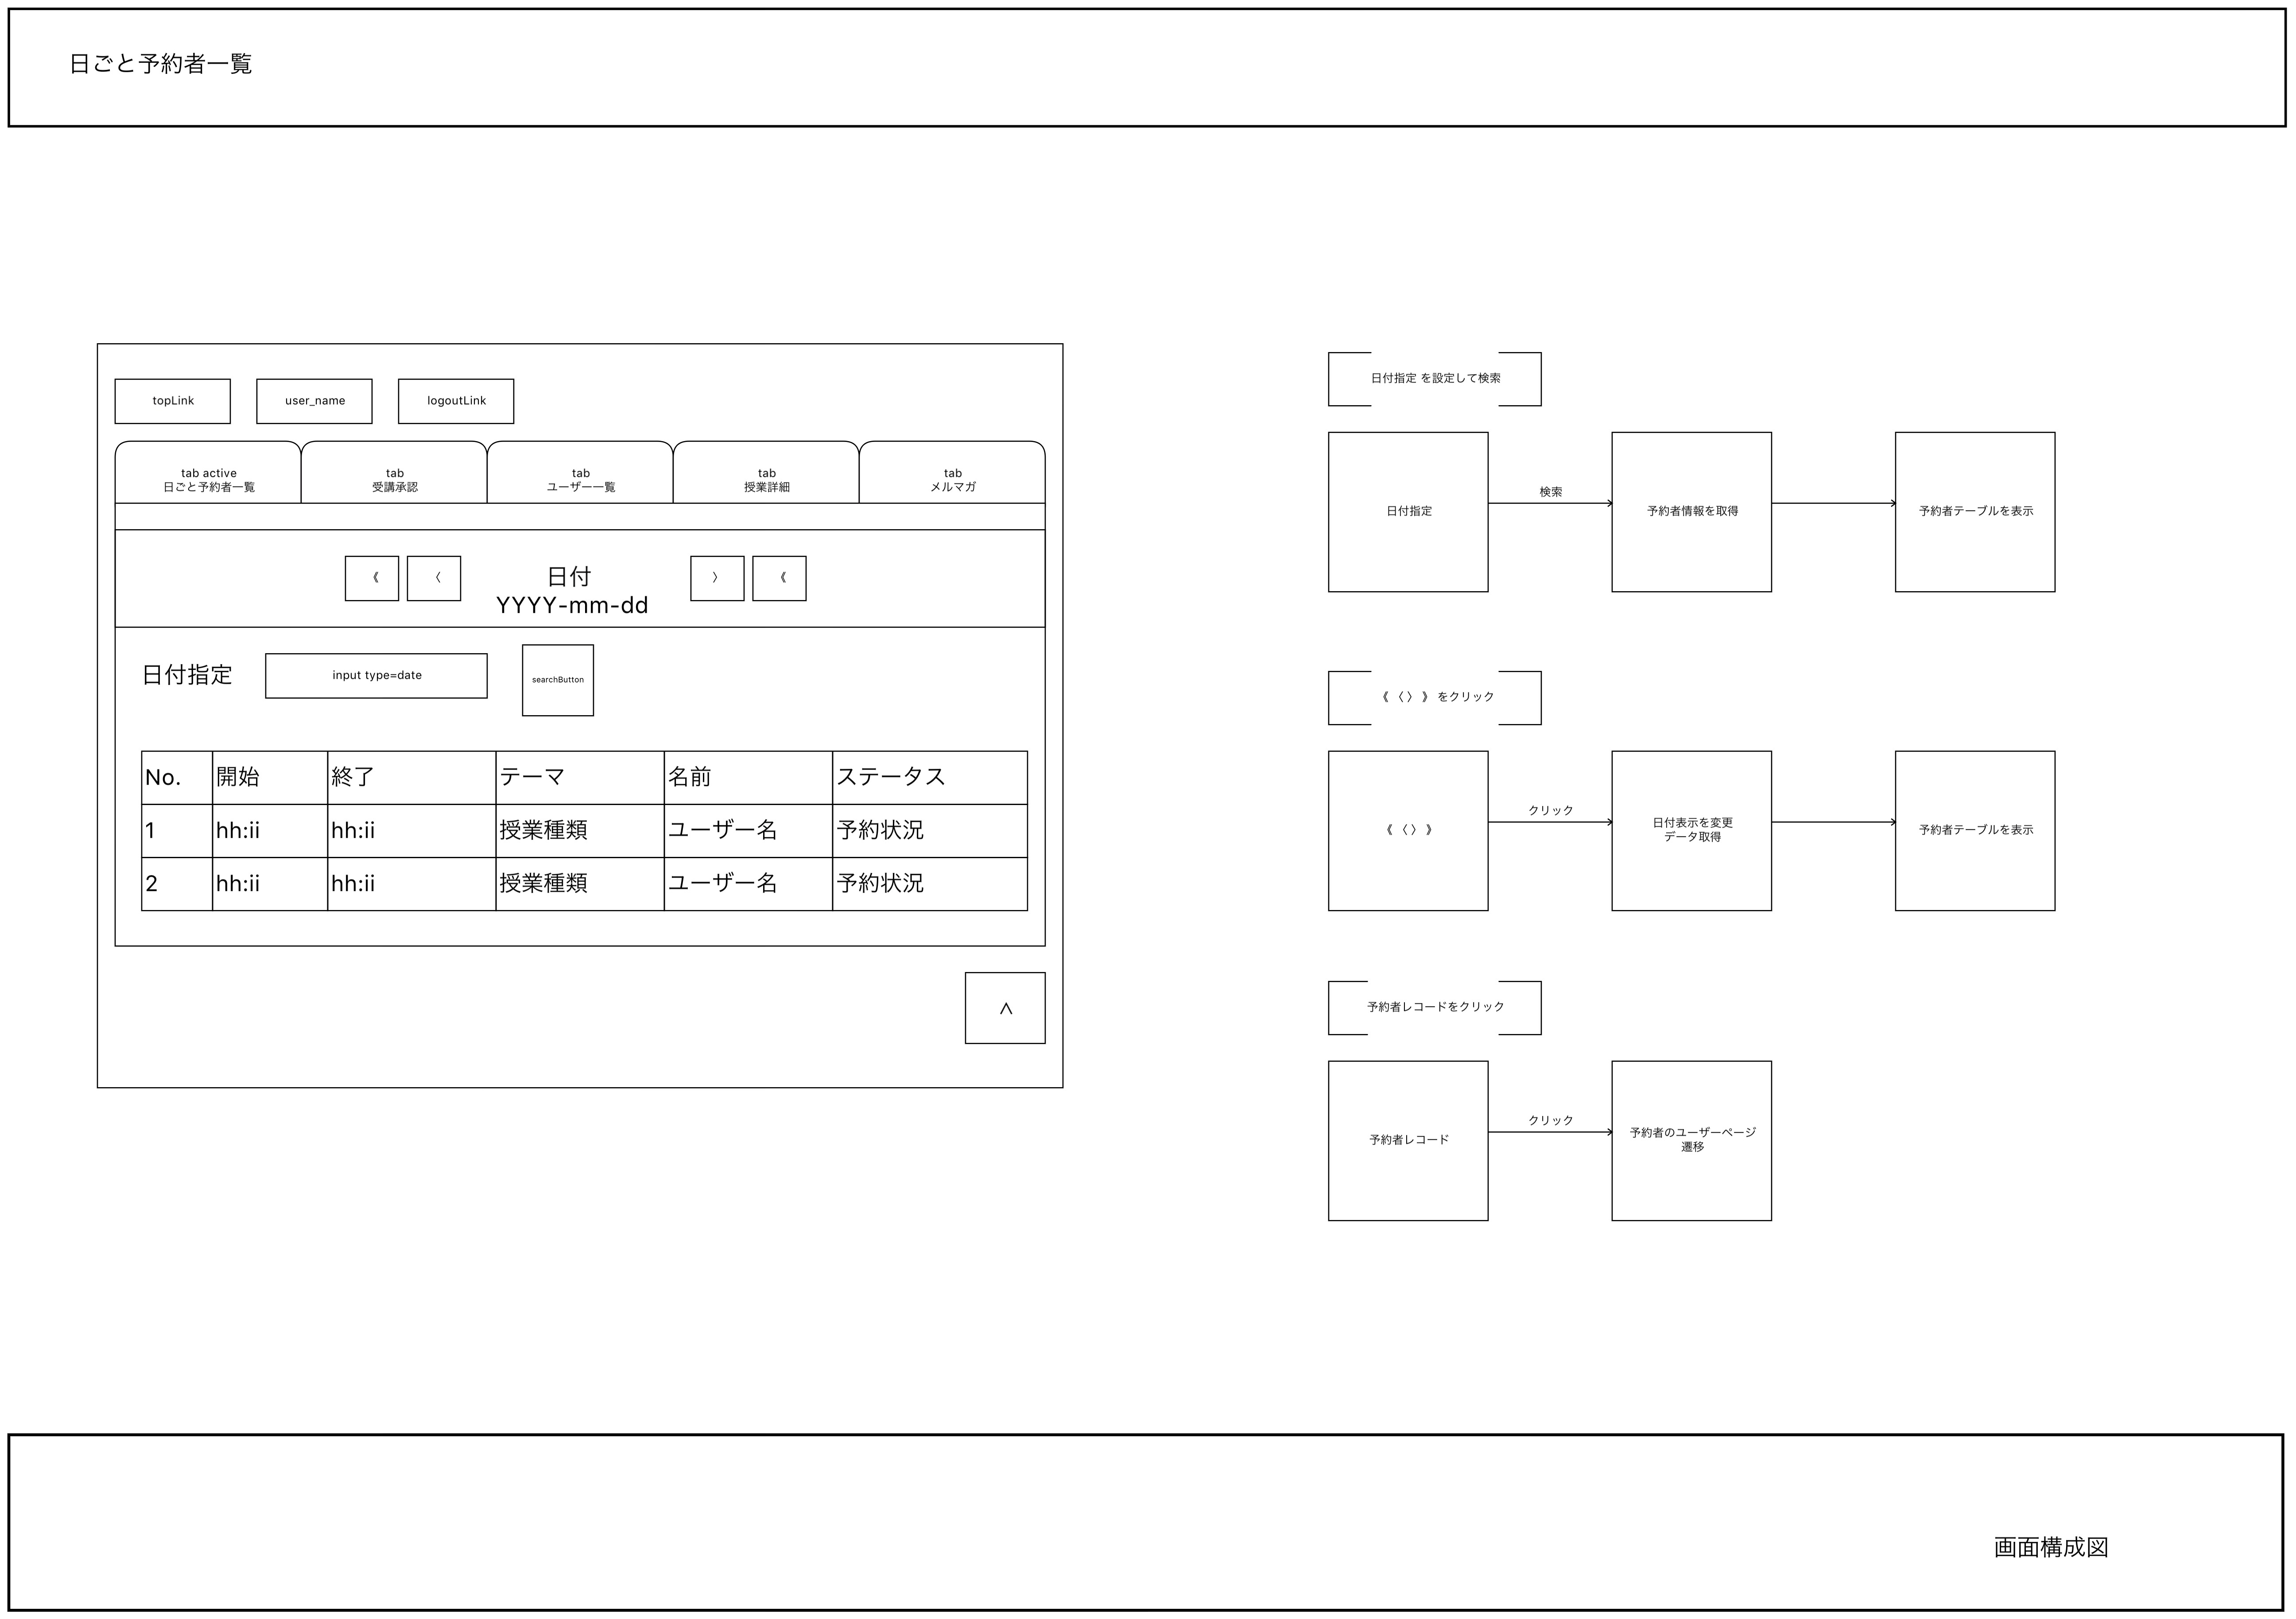 日ごと予約者一覧
topLink
user_name
logoutLink
tab active
日ごと予約者一覧
tab
受講承認
tab
ユーザー一覧
tab
授業詳細
tab
メルマガ
《
〈
日付
YYYY-mm-dd
〉
《
日付指定
input type=date
searchButton
No. 開始 終了 テーマ 名前 ステータス
1 hh:ii hh:ii 授業種類 ユーザー名 予約状況
2 hh:ii hh:ii 授業種類 ユーザー名 予約状況
^
日付指定 を設定して検索
日付指定
検索
予約者情報を取得
予約者テーブルを表示
《 〈 〉 》 をクリック
《 〈 〉 》
クリック
日付表示を変更
データ取得
予約者テーブルを表示
予約者レコードをクリック
予約者レコード
クリック
予約者のユーザーページ
遷移
画面構成図